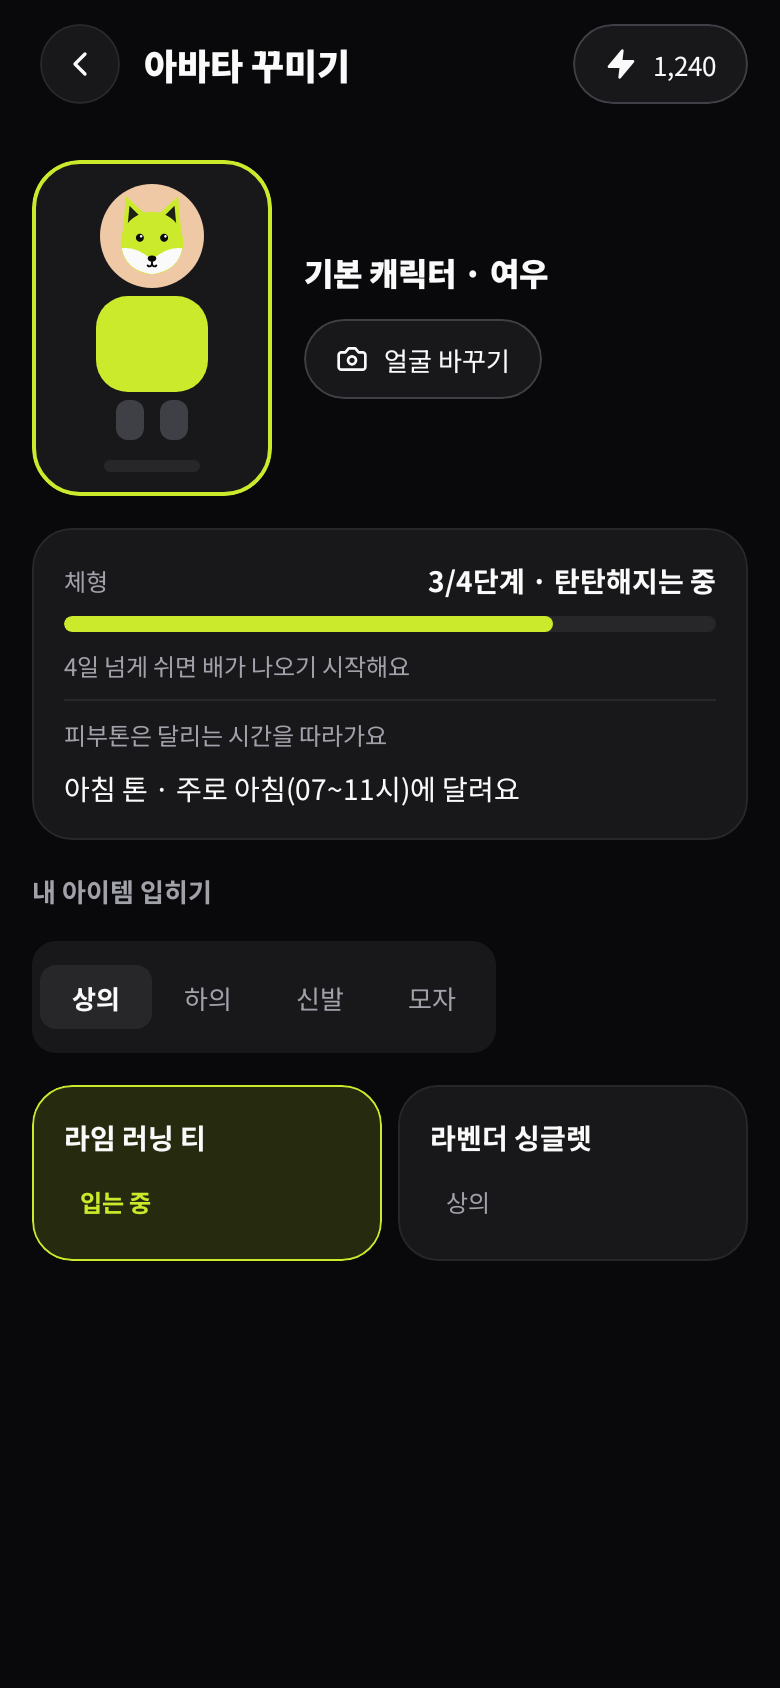 아바타 꾸미기
1,240
기본 캐릭터 · 여우
얼굴 바꾸기
체형
3/4단계 · 탄탄해지는 중
4일 넘게 쉬면 배가 나오기 시작해요
피부톤은 달리는 시간을 따라가요
아침 톤 · 주로 아침(07~11시)에 달려요
내 아이템 입히기
상의 하의 신발 모자
라임 러닝 티
입는 중
라벤더 싱글렛
상의